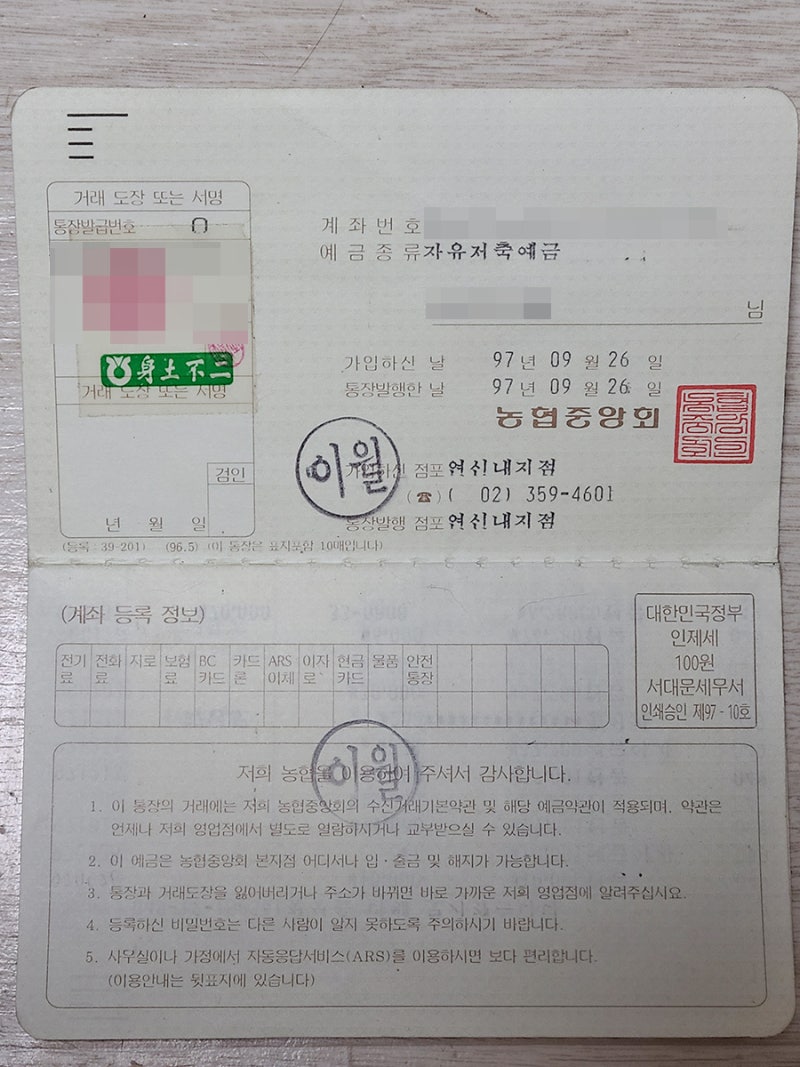 거래 도장 또는 서명
통장발급번호 0
身土不二
거래 도장 또는 서명
검인
년 월 일
(등록 : 39-201) (96.5) (이 통장은 표지포함 10매입니다)
계좌번호
예금종류 자유저축예금
님
가입하신 날 97년 09월 26일
통장발행한 날 97년 09월 26일
농협중앙회
이월
가입하신 점포 연신내지점
(☎) ( 02) 359-4601
통장발행 점포 연신내지점
(계좌 등록 정보)
전기료 전화료 지로 보험료 BC카드 카드론 ARS이체 이자로` 현금카드 물품 안전통장
대한민국정부
인제세
100원
서대문세무서
인쇄승인 제97-10호
이월
저희 농협을 이용하여 주셔서 감사합니다.
1. 이 통장의 거래에는 저희 농협중앙회의 수신거래기본약관 및 해당 예금약관이 적용되며, 약관은
언제나 저희 영업점에서 별도로 열람하시거나 교부받으실 수 있습니다.
2. 이 예금은 농협중앙회 본지점 어디서나 입·출금 및 해지가 가능합니다.
3. 통장과 거래도장을 잃어버리거나 주소가 바뀌면 바로 가까운 저희 영업점에 알려주십시요.
4. 등록하신 비밀번호는 다른 사람이 알지 못하도록 주의하시기 바랍니다.
5. 사무실이나 가정에서 자동응답서비스(ARS)를 이용하시면 보다 편리합니다.
(이용안내는 뒷표지에 있습니다)